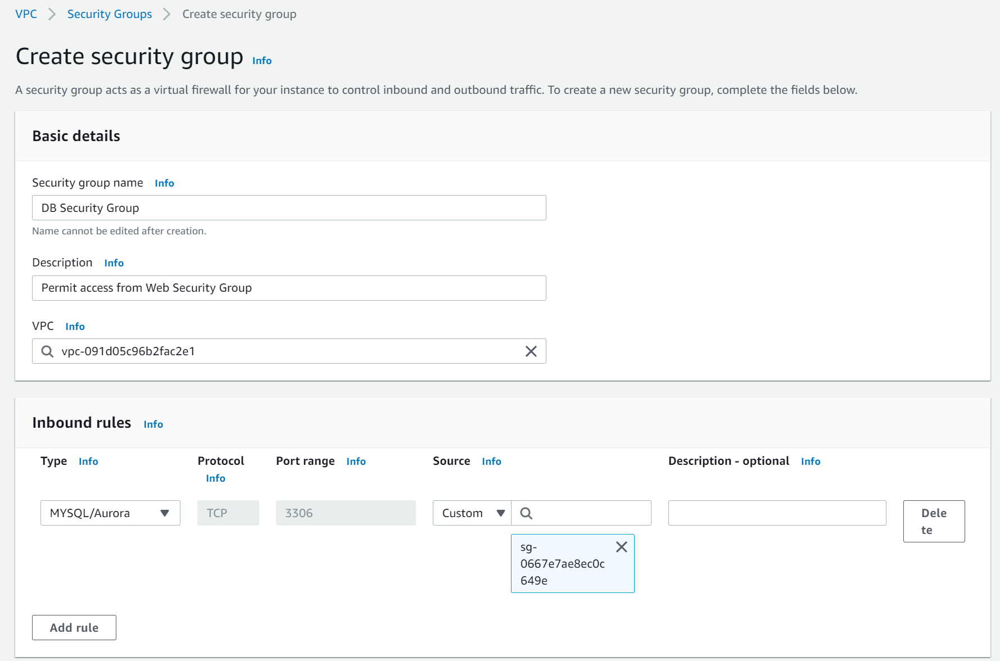 VPC Security Groups Create security group
Create security group Info
A security group acts as a virtual firewall for your instance to control inbound and outbound traffic. To create a new security group, complete the fields below.
Basic details
Security group name Info
DB Security Group
Name cannot be edited after creation.
Description Info
Permit access from Web Security Group
VPC Info
vpc-091d05c96b2fac2e1
Inbound rules Info
Type Info Protocol Info Port range Info Source Info Description - optional Info
MYSQL/Aurora TCP 3306 Custom
Dele
te
sg-
0667e7ae8ec0c
649e
Add rule